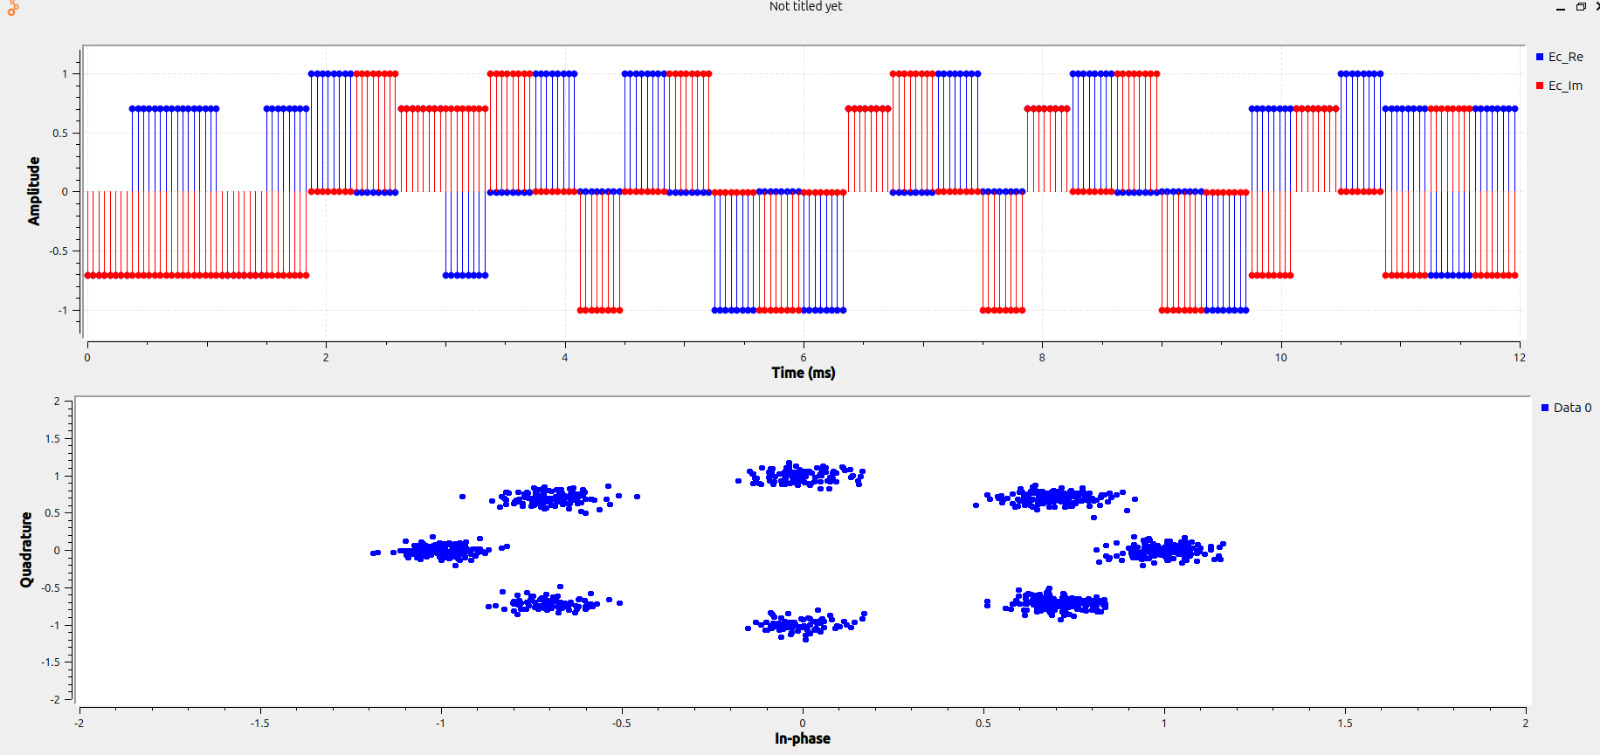 Not titled yet
Ec_Re
Ec_Im
1
0.5
0
-0.5
-1
Amplitude
0 2 4 6 8 10 12
Time (ms)
Data 0
2
1.5
1
0.5
0
-0.5
-1
-1.5
-2
Quadrature
-2 -1.5 -1 -0.5 0 0.5 1 1.5 2
In-phase